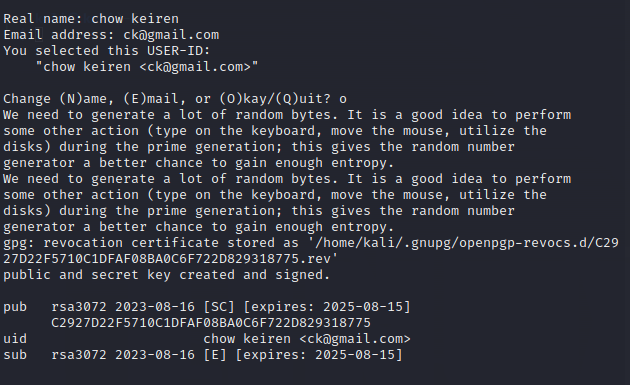 Real name: chow keiren
Email address: ck@gmail.com
You selected this USER-ID:
    "chow keiren <ck@gmail.com>"

Change (N)ame, (E)mail, or (O)kay/(Q)uit? o
We need to generate a lot of random bytes. It is a good idea to perform
some other action (type on the keyboard, move the mouse, utilize the
disks) during the prime generation; this gives the random number
generator a better chance to gain enough entropy.
We need to generate a lot of random bytes. It is a good idea to perform
some other action (type on the keyboard, move the mouse, utilize the
disks) during the prime generation; this gives the random number
generator a better chance to gain enough entropy.
gpg: revocation certificate stored as '/home/kali/.gnupg/openpgp-revocs.d/C29
27D22F5710C1DFAF08BA0C6F722D829318775.rev'
public and secret key created and signed.

pub   rsa3072 2023-08-16 [SC] [expires: 2025-08-15]
      C2927D22F5710C1DFAF08BA0C6F722D829318775
uid                      chow keiren <ck@gmail.com>
sub   rsa3072 2023-08-16 [E] [expires: 2025-08-15]